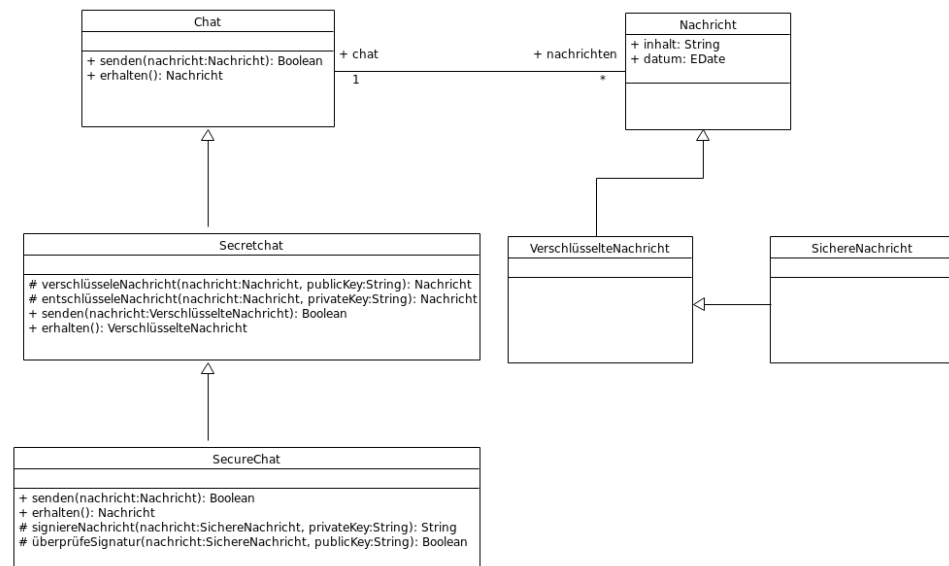 Chat
+ senden(nachricht:Nachricht): Boolean
+ erhalten(): Nachricht
+ chat
1
+ nachrichten
*
Nachricht
+ inhalt: String
+ datum: EDate
Secretchat
# verschlüsseleNachricht(nachricht:Nachricht, publicKey:String): Nachricht
# entschlüsseleNachricht(nachricht:Nachricht, privateKey:String): Nachricht
+ senden(nachricht:VerschlüsselteNachricht): Boolean
+ erhalten(): VerschlüsselteNachricht
VerschlüsselteNachricht
SichereNachricht
SecureChat
+ senden(nachricht:Nachricht): Boolean
+ erhalten(): Nachricht
# signiereNachricht(nachricht:SichereNachricht, privateKey:String): String
# überprüfeSignatur(nachricht:SichereNachricht, publicKey:String): Boolean